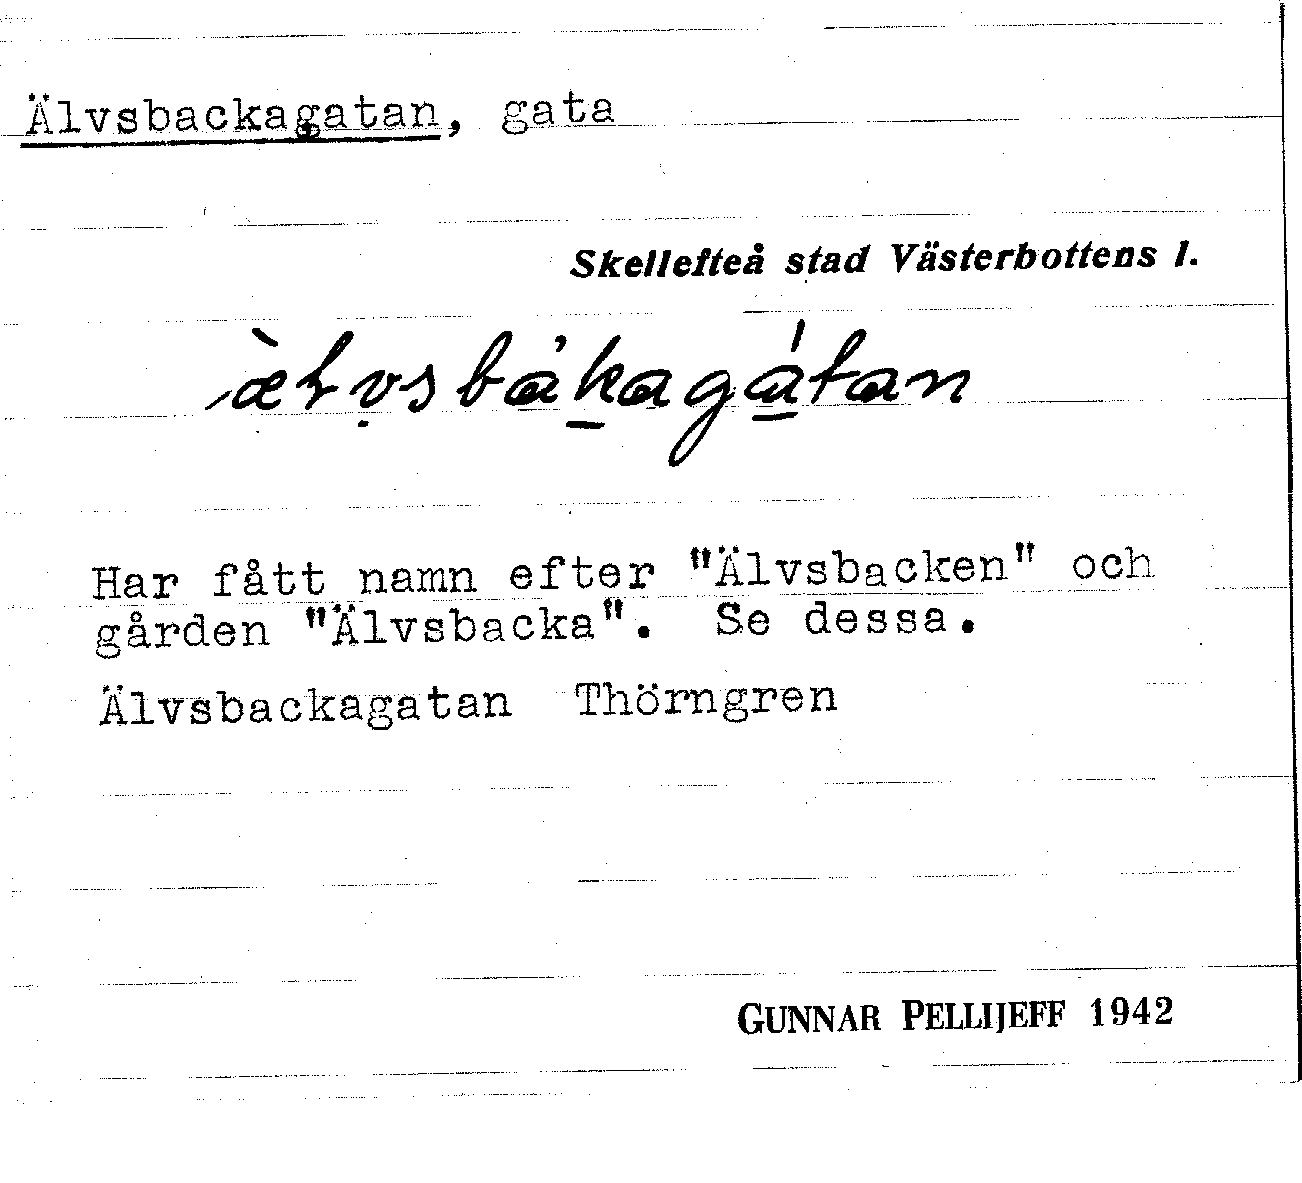 Älvsbackagatan, gata
Skellefteå stad Västerbottens l.
Har fått namn efter "Älvsbacken" och
gården "Älvsbacka". Se dessa.
Älvsbackagatan Thörngren
GUNNAR PELLIJEFF 1942